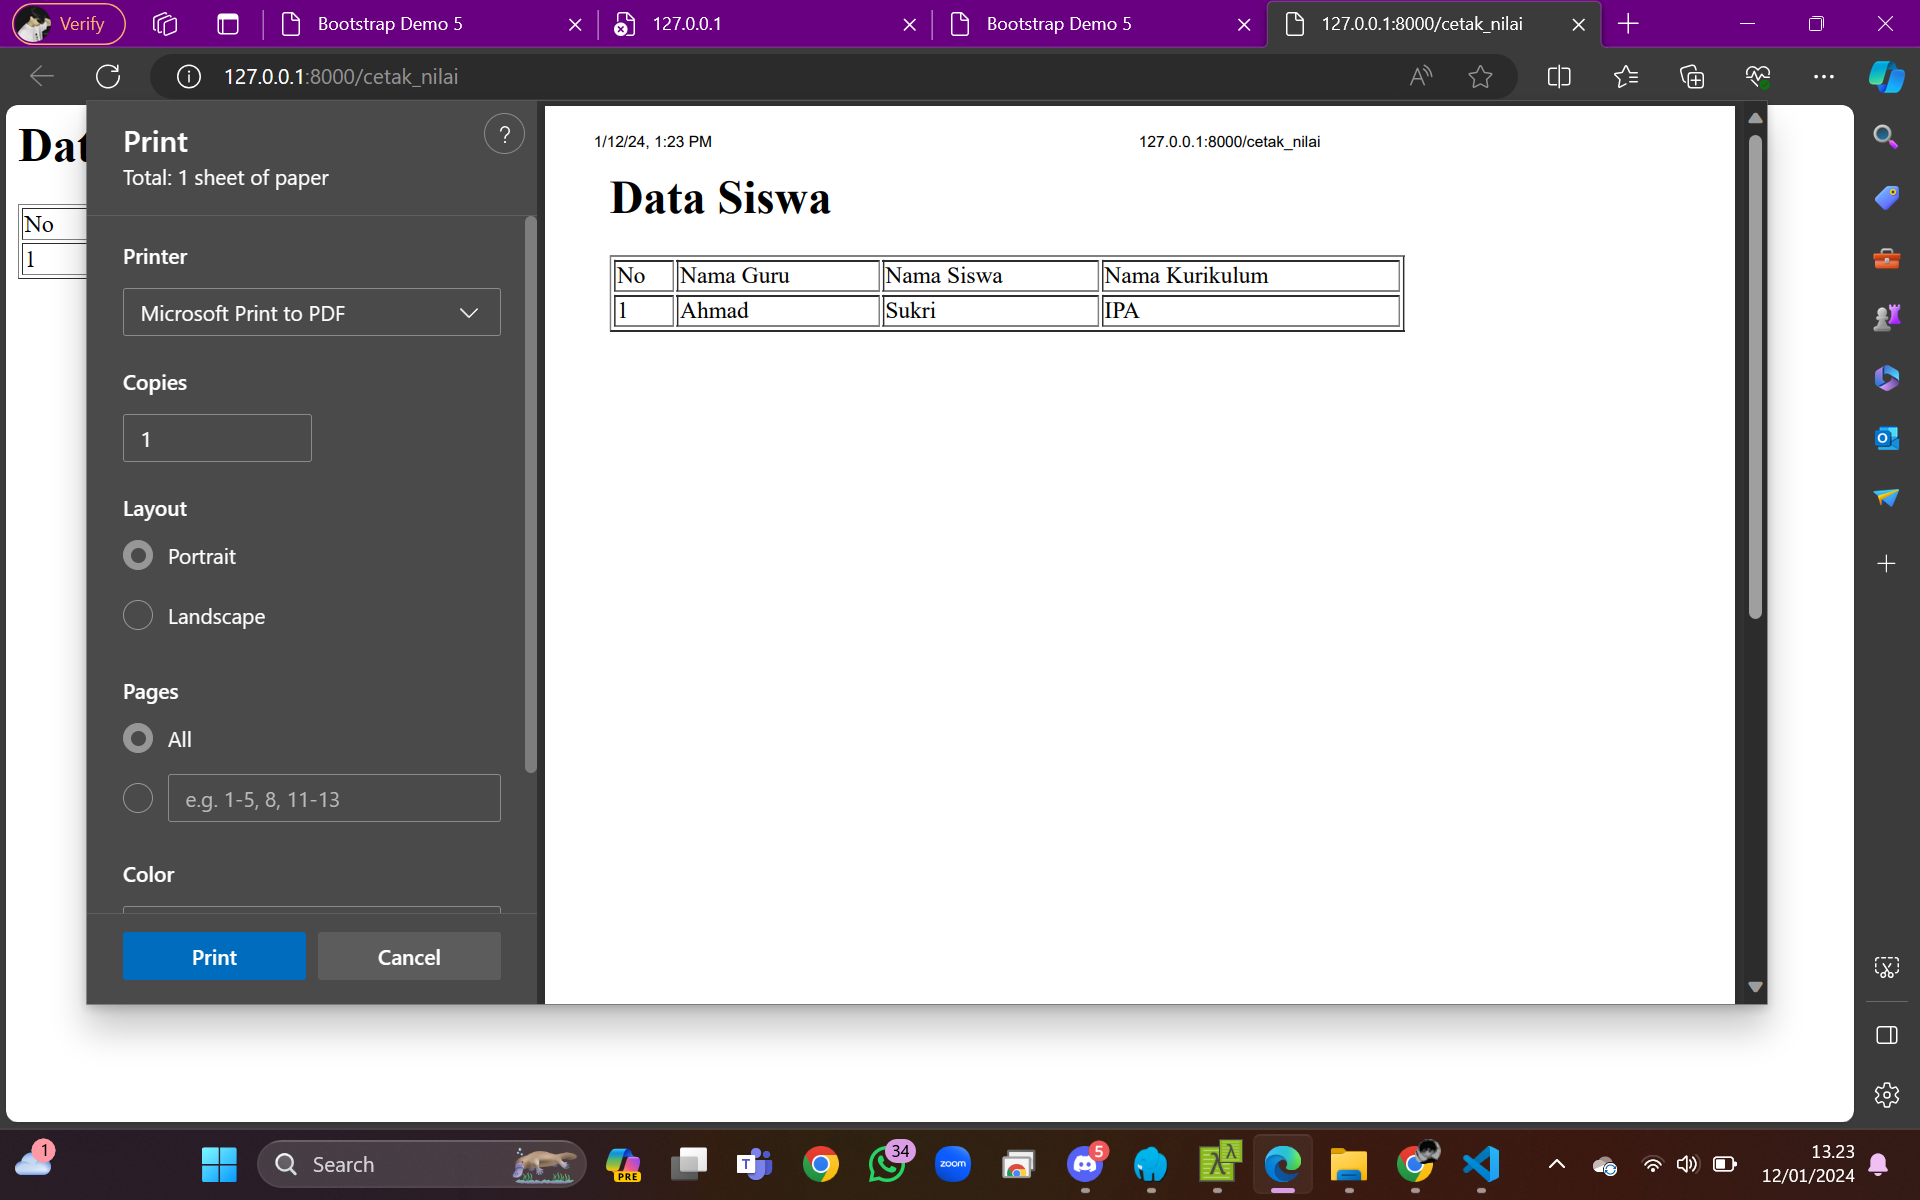 Verify
Bootstrap Demo 5
127.0.0.1
Bootstrap Demo 5
127.0.0.1:8000/cetak_nilai
127.0.0.1:8000/cetak_nilai
Dat
No
1
Print
Total: 1 sheet of paper
?
Printer
Microsoft Print to PDF
Copies
1
Layout
Portrait
Landscape
Pages
All
e.g. 1-5, 8, 11-13
Color
Print Cancel
1/12/24, 1:23 PM 127.0.0.1:8000/cetak_nilai
Data Siswa
No Nama Guru Nama Siswa Nama Kurikulum
1 Ahmad Sukri IPA
1
Search
PRE
T
34
zoom
5
13.23
12/01/2024